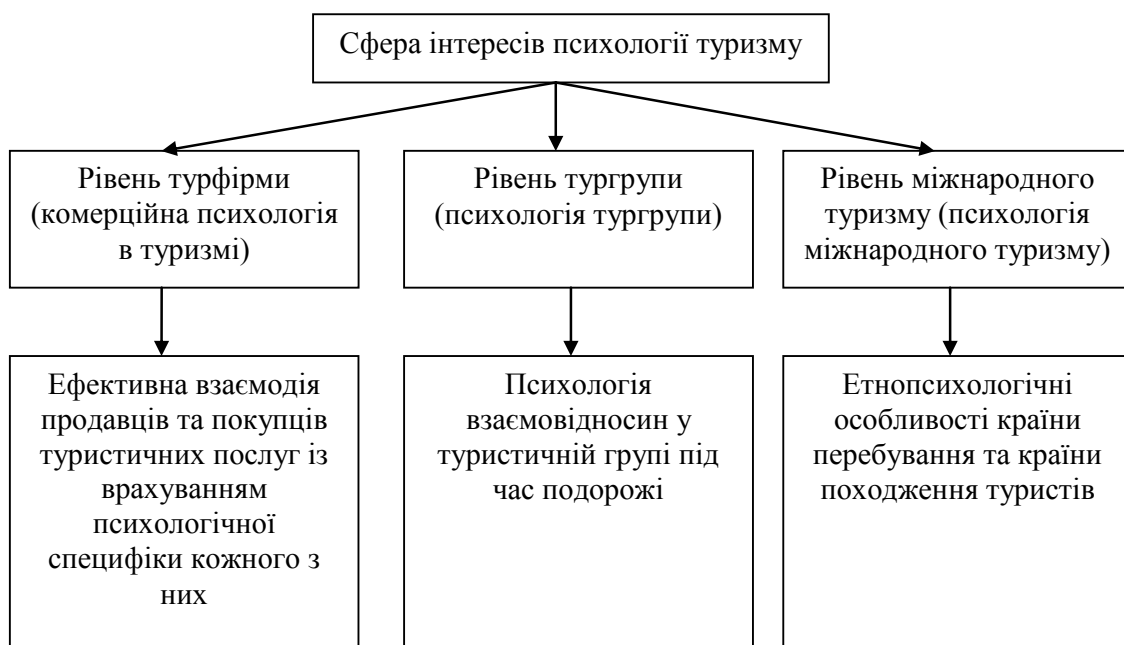 Сфера інтересів психології туризму
Рівень турфірми
(комерційна психологія
в туризмі)
Рівень тургрупи
(психологія тургрупи)
Рівень міжнародного
туризму (психологія
міжнародного туризму)
Ефективна взаємодія
продавців та покупців
туристичних послуг із
врахуванням
психологічної
специфіки кожного з
них
Психологія
взаємовідносин у
туристичній групі під
час подорожі
Етнопсихологічні
особливості країни
перебування та країни
походження туристів